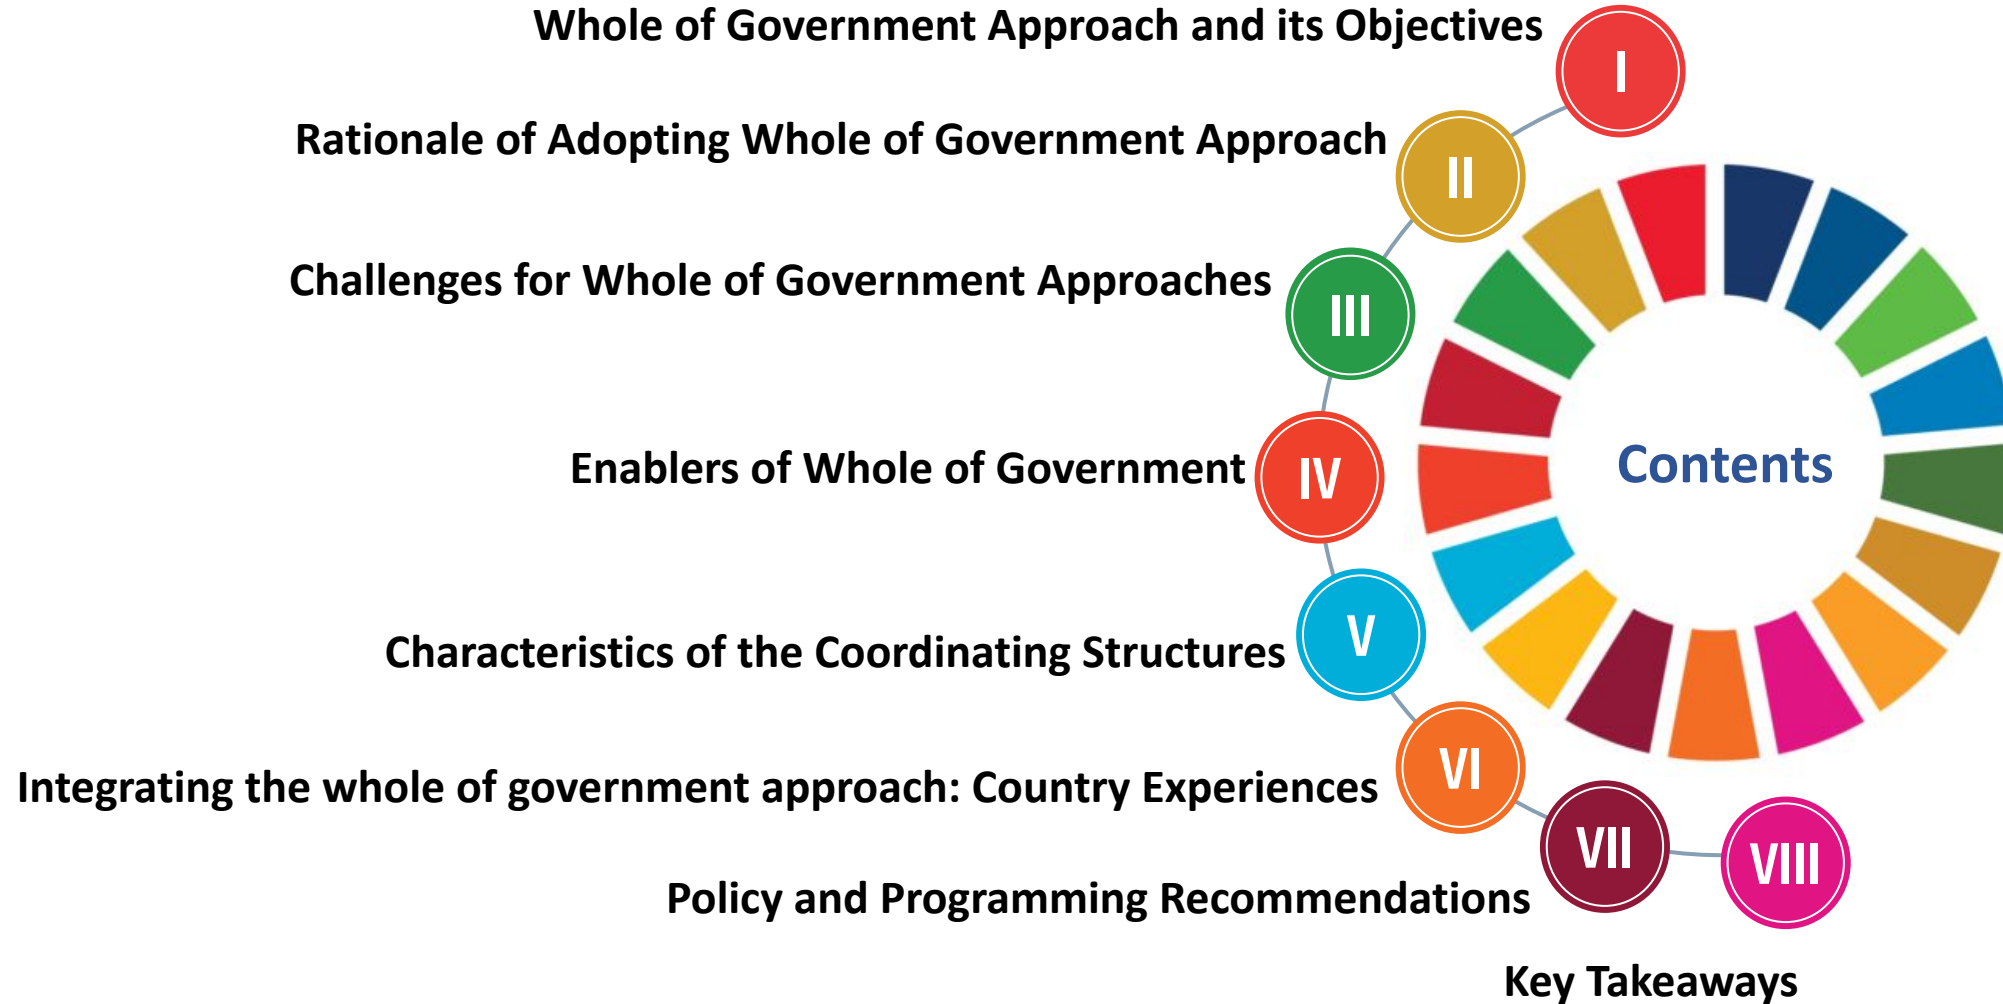 Whole of Government Approach and its Objectives
I
Rationale of Adopting Whole of Government Approach
II
Challenges for Whole of Government Approaches
III
Contents
Enablers of Whole of Government
IV
Characteristics of the Coordinating Structures
V
Integrating the whole of government approach: Country Experiences
VI
Policy and Programming Recommendations
VII
VIII
Key Takeaways